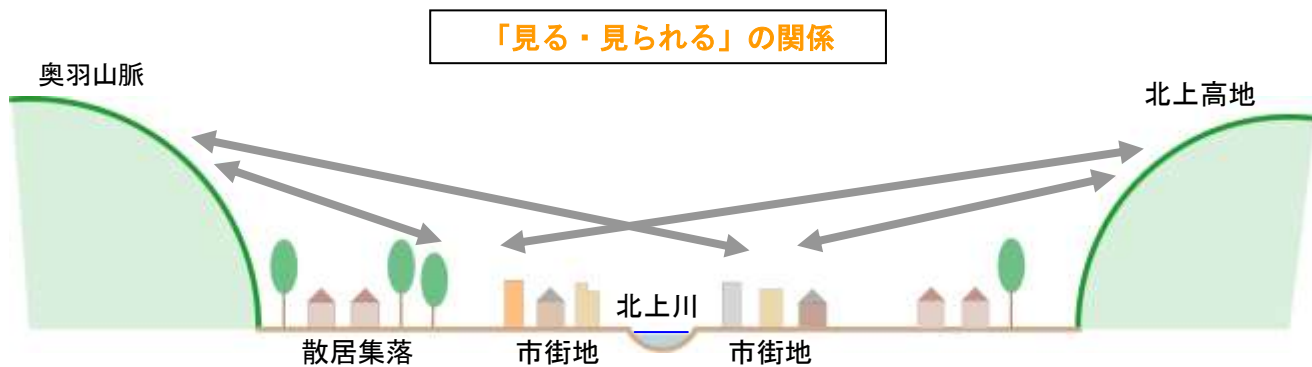 「見る・見られる」の関係
奥羽山脈
北上高地
北上川
散居集落
市街地
市街地